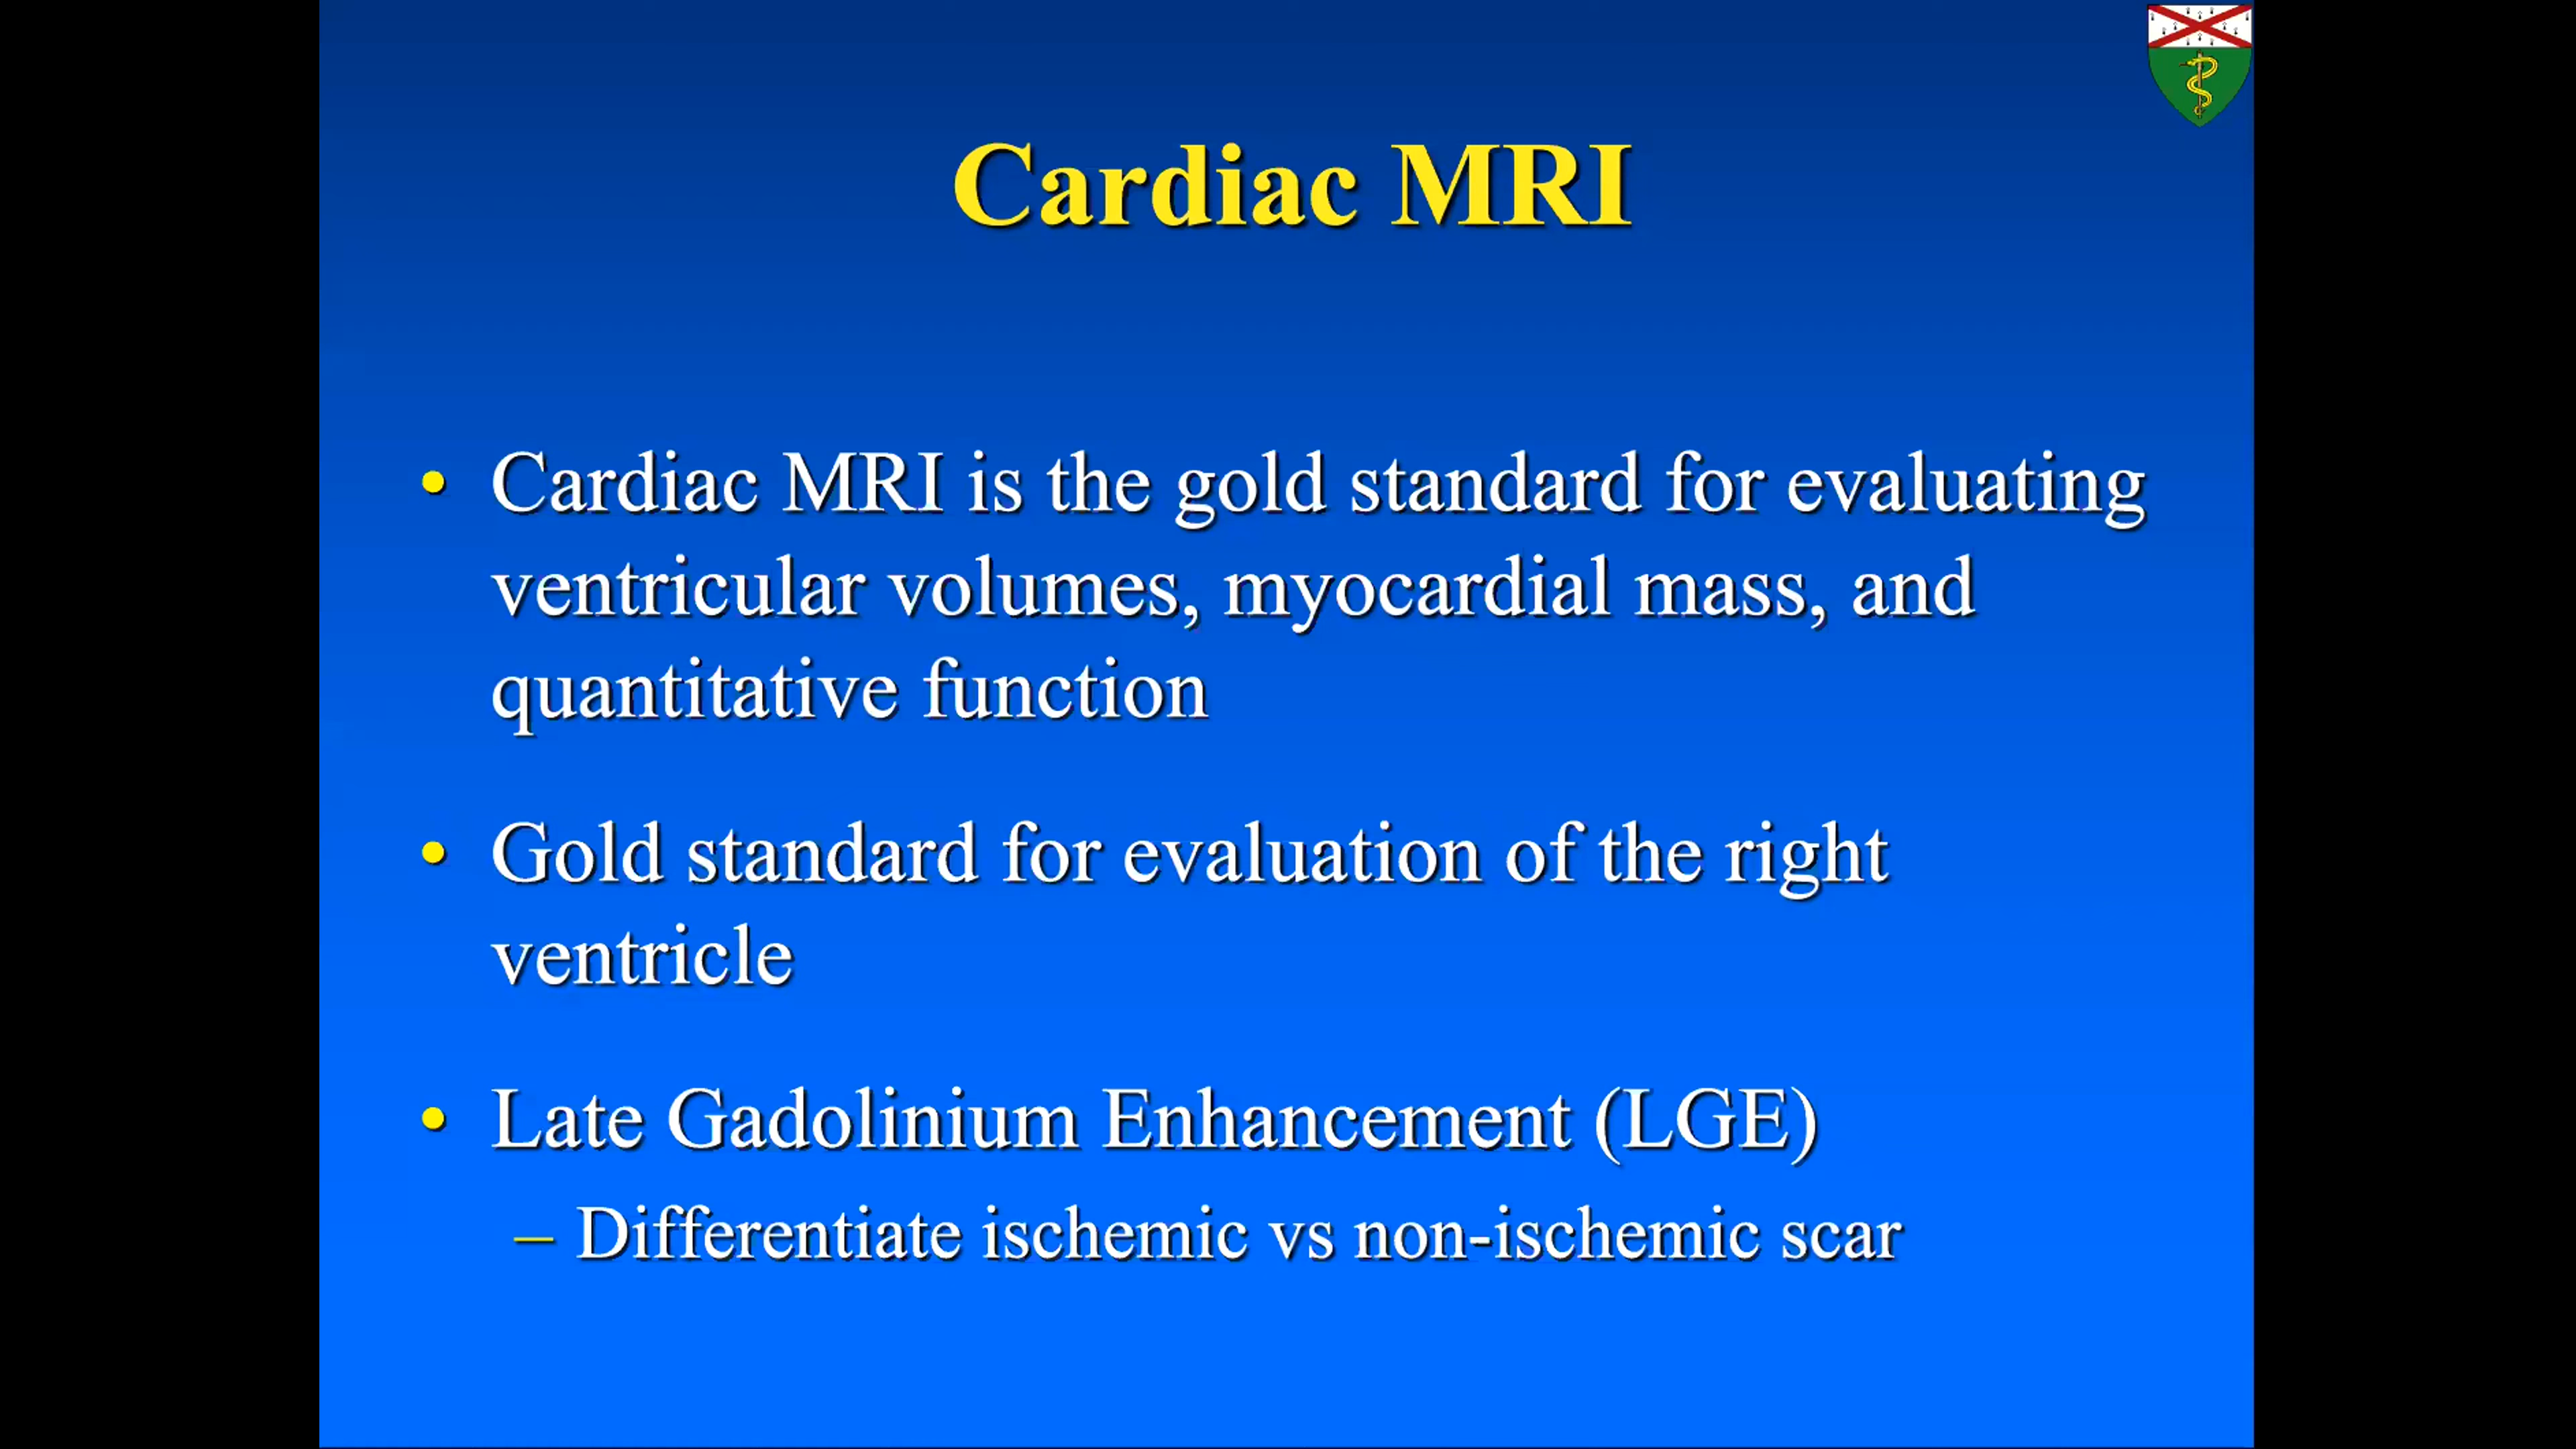 Cardiac MRI
• Cardiac MRI is the gold standard for evaluating
ventricular volumes, myocardial mass, and
quantitative function
• Gold standard for evaluation of the right
ventricle
• Late Gadolinium Enhancement (LGE)
– Differentiate ischemic vs non-ischemic scar